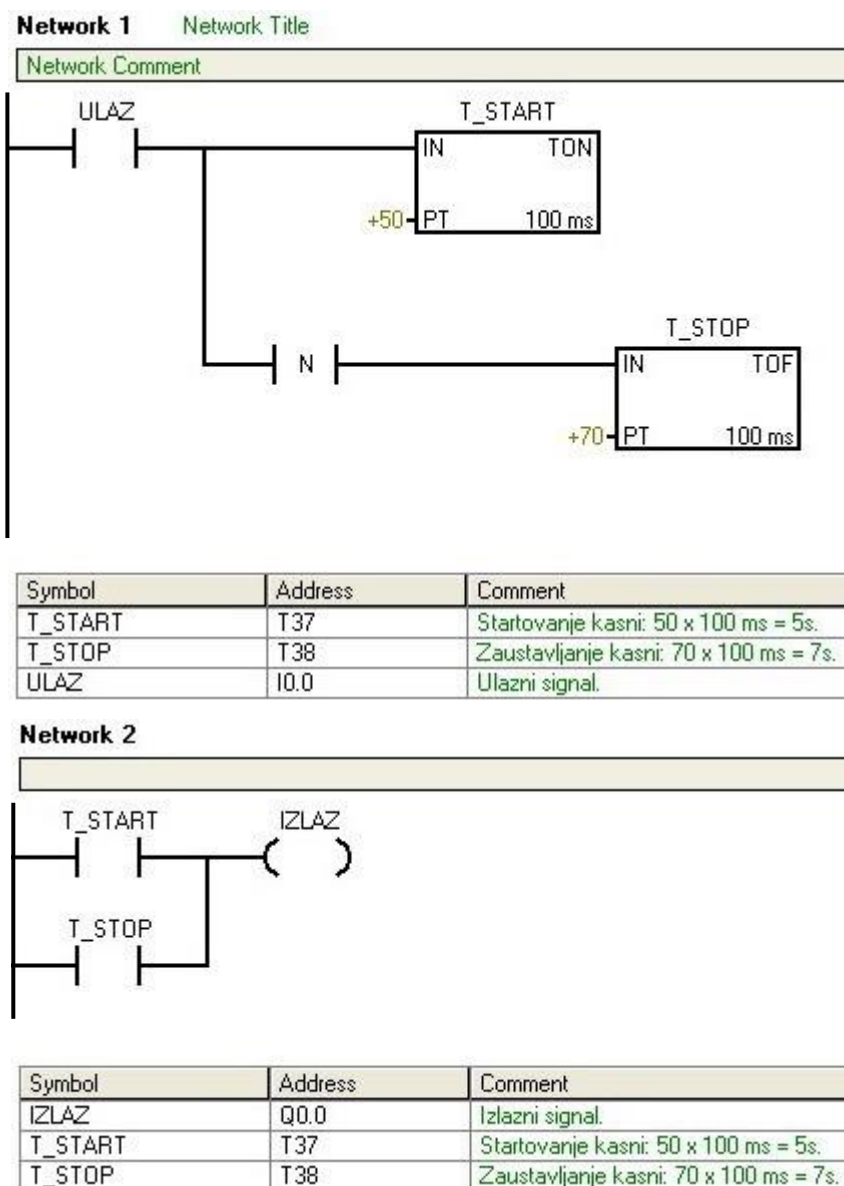 Network 1 Network Title
Network Comment
ULAZ
T_START
IN TON
+50 PT 100 ms
T_STOP
N
IN TOF
+70 PT 100 ms
Symbol Address Comment
T_START T37 Startovanje kasni: 50 x 100 ms = 5s.
T_STOP T38 Zaustavljanje kasni: 70 x 100 ms = 7s.
ULAZ I0.0 Ulazni signal.
Network 2
T_START IZLAZ
T_STOP
Symbol Address Comment
IZLAZ Q0.0 Izlazni signal.
T_START T37 Startovanje kasni: 50 x 100 ms = 5s.
T_STOP T38 Zaustavljanje kasni: 70 x 100 ms = 7s.